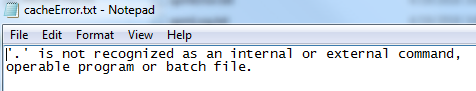 cacheError.txt - Notepad
File Edit Format View Help
'.' is not recognized as an internal or external command,
operable program or batch file.